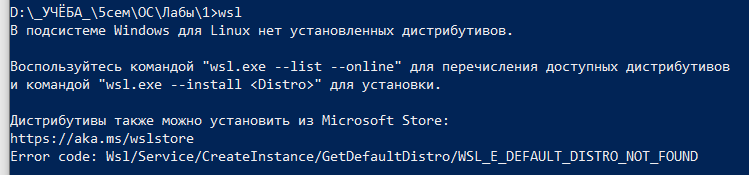 D:\_УЧЁБА_\5сем\ОС\Лабы\1>wsl
В подсистеме Windows для Linux нет установленных дистрибутивов.
Воспользуйтесь командой "wsl.exe --list --online" для перечисления доступных дистрибутивов
и командой "wsl.exe --install <Distro>" для установки.
Дистрибутивы также можно установить из Microsoft Store:
https://aka.ms/wslstore
Error code: Wsl/Service/CreateInstance/GetDefaultDistro/WSL_E_DEFAULT_DISTRO_NOT_FOUND